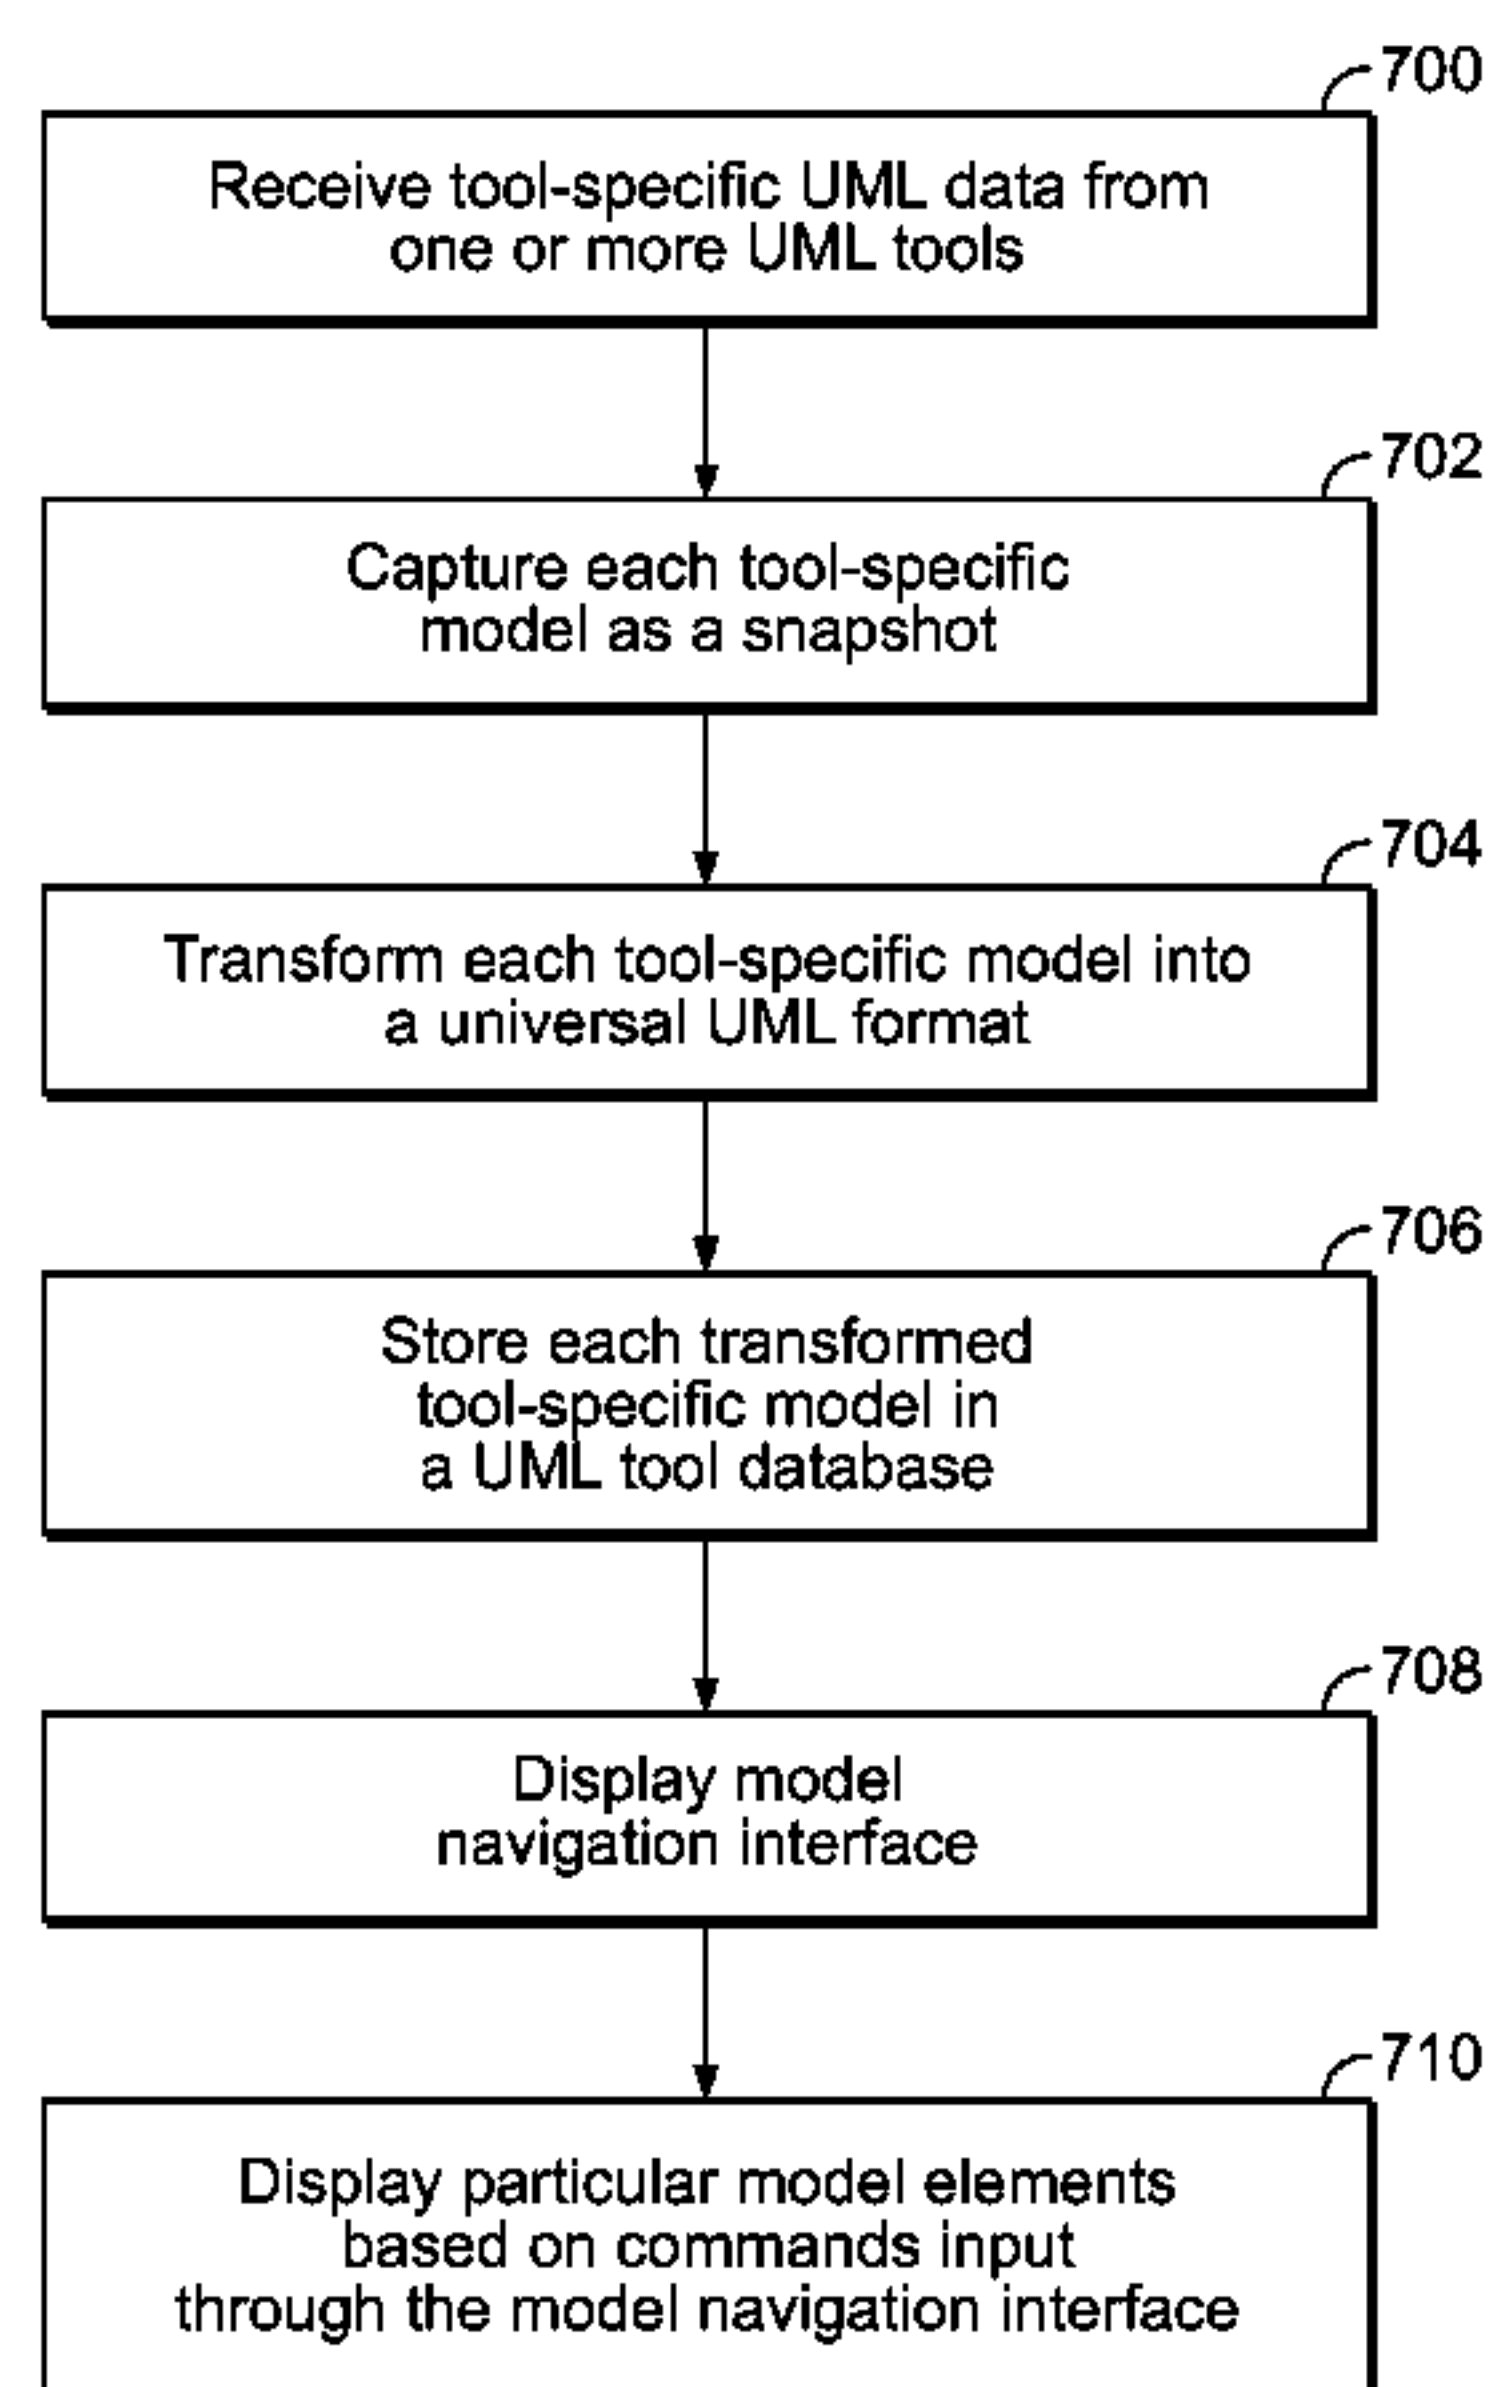 700
Receive tool-specific UML data from
one or more UML tools
702
Capture each tool-specific
model as a snapshot
704
Transform each tool-specific model into
a universal UML format
706
Store each transformed
tool-specific model in
a UML tool database
708
Display model
navigation interface
710
Display particular model elements
based on commands input
through the model navigation interface